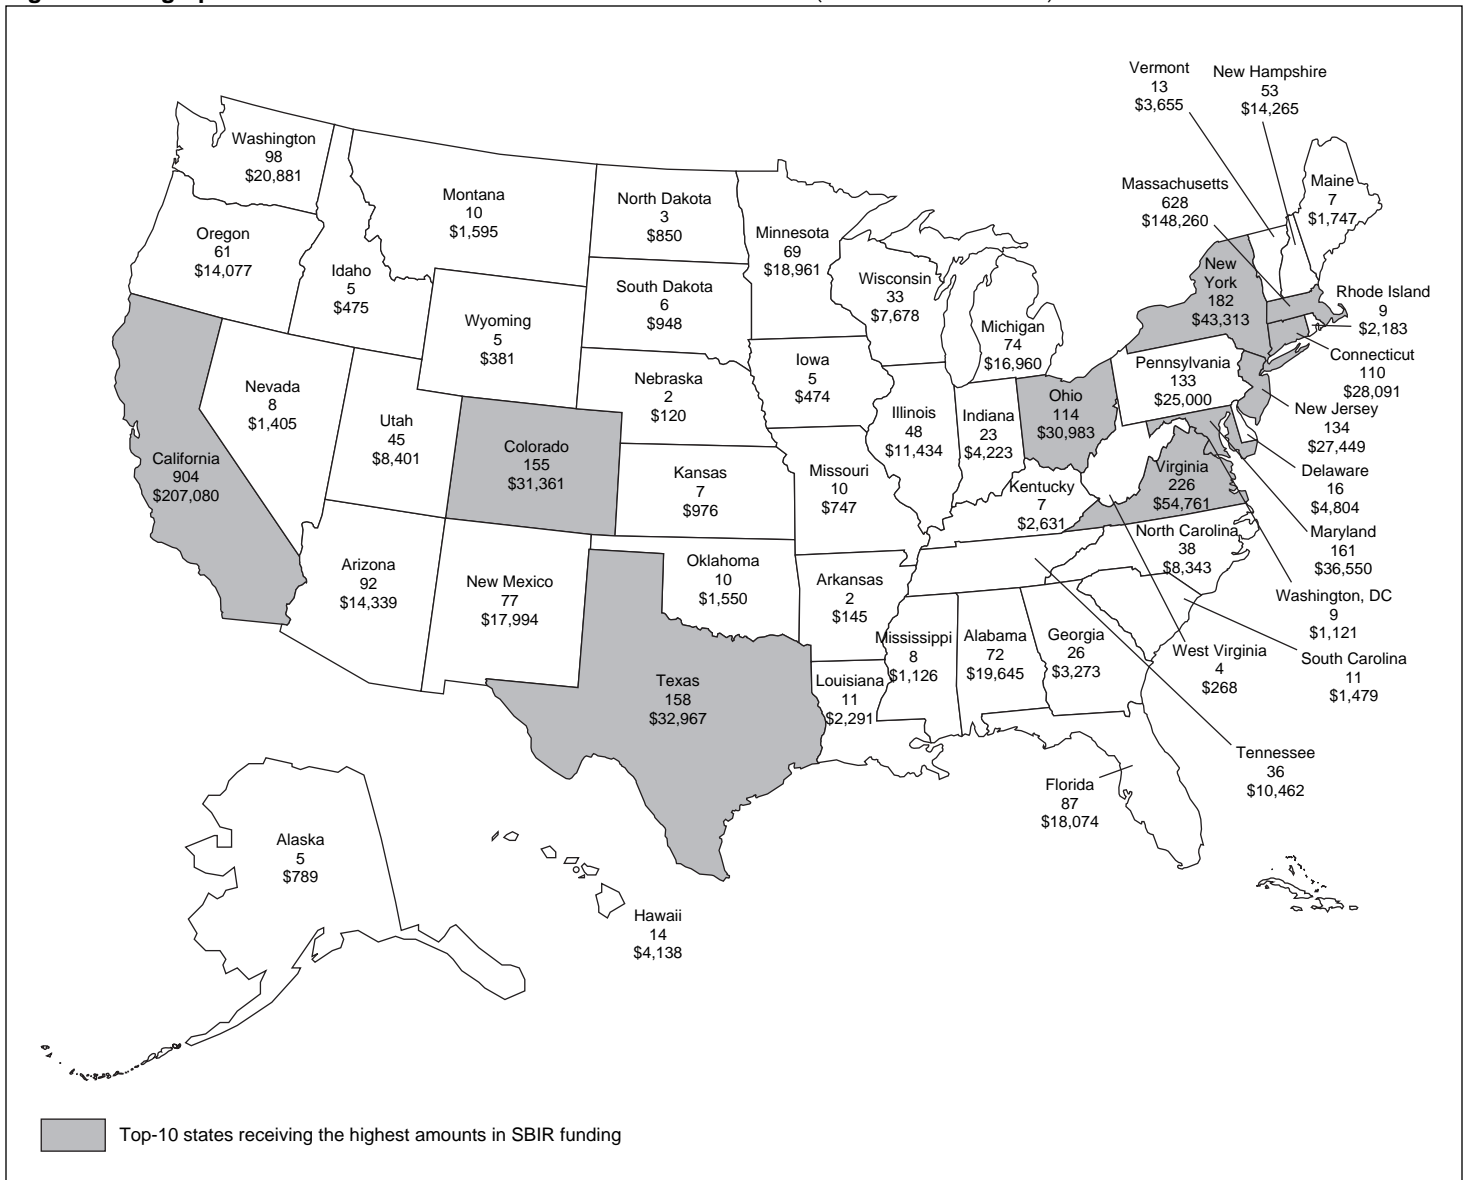 Vermont
13
$3,655
New Hampshire
53
$14,265
Washington
98
$20,881
Montana
10
$1,595
North Dakota
3
$850
Minnesota
69
$18,961
Massachusetts
628
$148,260
Maine
7
$1,747
Oregon
61
$14,077
Idaho
5
$475
Wyoming
5
$381
South Dakota
6
$948
Wisconsin
33
$7,678
Michigan
74
$16,960
New
York
182
$43,313
Rhode Island
9
$2,183
Connecticut
110
$28,091
Nevada
8
$1,405
Utah
45
$8,401
Colorado
155
$31,361
Nebraska
2
$120
Iowa
5
$474
Illinois
48
$11,434
Indiana
23
$4,223
Ohio
114
$30,983
Pennsylvania
133
$25,000
New Jersey
134
$27,449
California
904
$207,080
Kansas
7
$976
Missouri
10
$747
Kentucky
7
$2,631
Virginia
226
$54,761
Delaware
16
$4,804
Maryland
161
$36,550
Arizona
92
$14,339
New Mexico
77
$17,994
Oklahoma
10
$1,550
Arkansas
2
$145
North Carolina
38
$8,343
Washington, DC
9
$1,121
Texas
158
$32,967
Louisiana
11
$2,291
Mississippi
8
$1,126
Alabama
72
$19,645
Georgia
26
$3,273
West Virginia
4
$268
South Carolina
11
$1,479
Tennessee
36
$10,462
Florida
87
$18,074
Alaska
5
$789
Hawaii
14
$4,138
Top-10 states receiving the highest amounts in SBIR funding